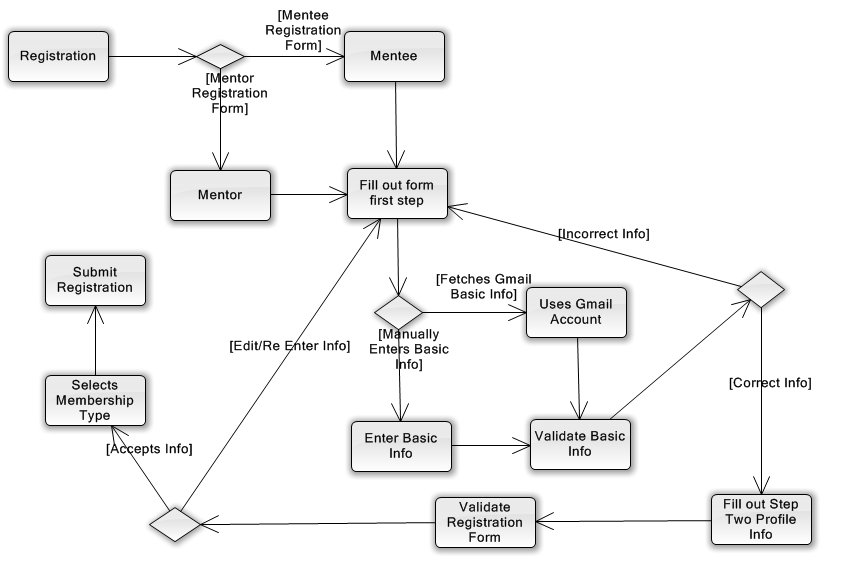 [Mentee
Registration
Form]
Registration
Mentee
[Mentor
Registration
Form]
Mentor
Fill out form
first step
[Incorrect Info]
Submit
Registration
[Fetches Gmail
Basic Info]
Uses Gmail
Account
[Manually
Enters Basic
Info]
[Edit/Re Enter Info]
[Correct Info]
Selects
Membership
Type
[Accepts Info]
Enter Basic
Info
Validate Basic
Info
Validate
Registration
Form
Fill out Step
Two Profile
Info